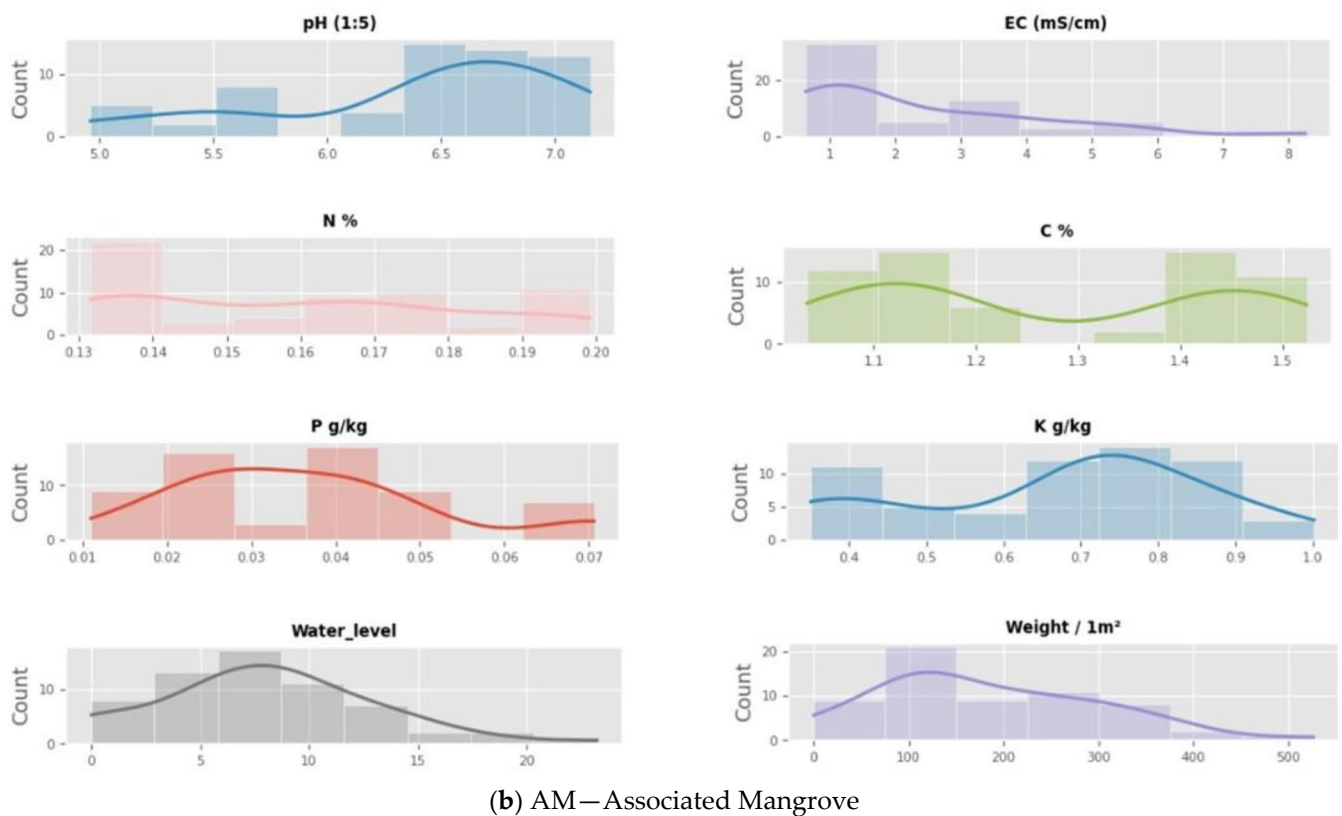 pH (1:5)
Count
10
0
5.0 5.5 6.0 6.5 7.0
EC (mS/cm)
Count
20
0
1 2 3 4 5 6 7 8
N %
Count
20
10
0
0.13 0.14 0.15 0.16 0.17 0.18 0.19 0.20
C %
Count
10
0
1.1 1.2 1.3 1.4 1.5
P g/kg
Count
10
0
0.01 0.02 0.03 0.04 0.05 0.06 0.07
K g/kg
Count
10
5
0
0.4 0.5 0.6 0.7 0.8 0.9 1.0
Water_level
Count
10
0
0 5 10 15 20
Weight / 1m²
Count
20
10
0
0 100 200 300 400 500
(b) AM—Associated Mangrove